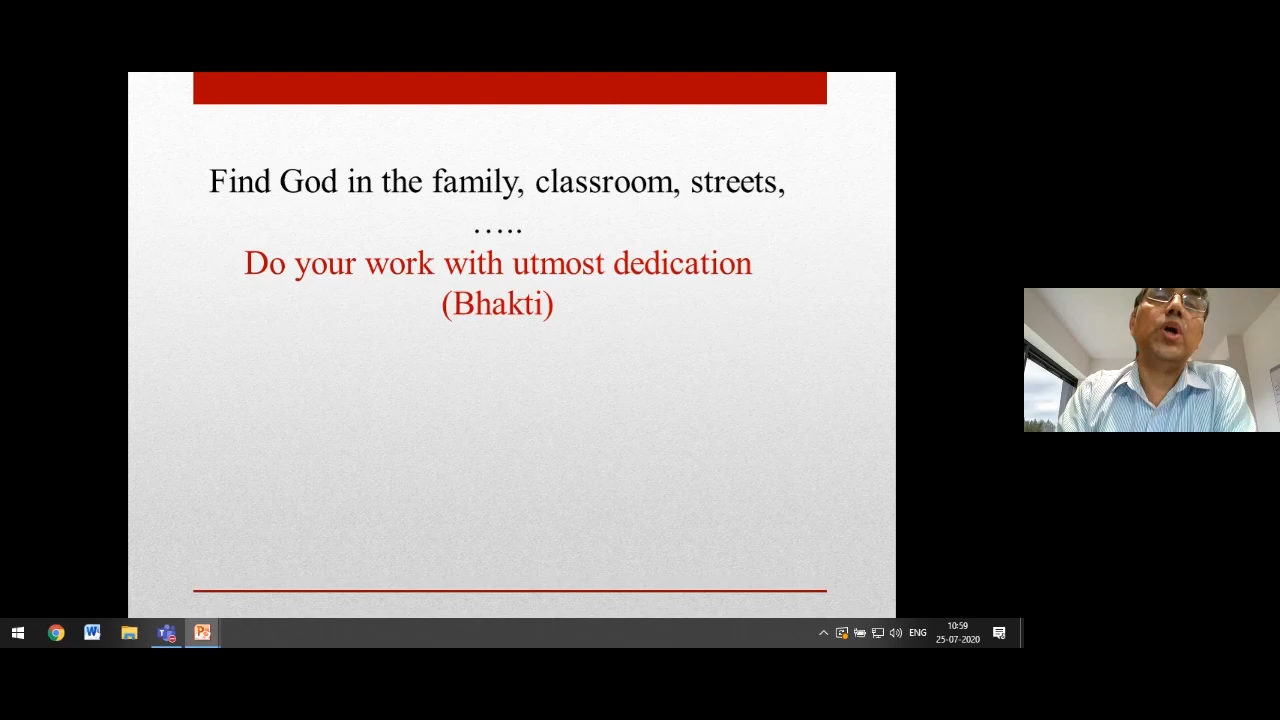 Find God in the family, classroom, streets,
…..
Do your work with utmost dedication
(Bhakti)
ENG
10:59
25-07-2020